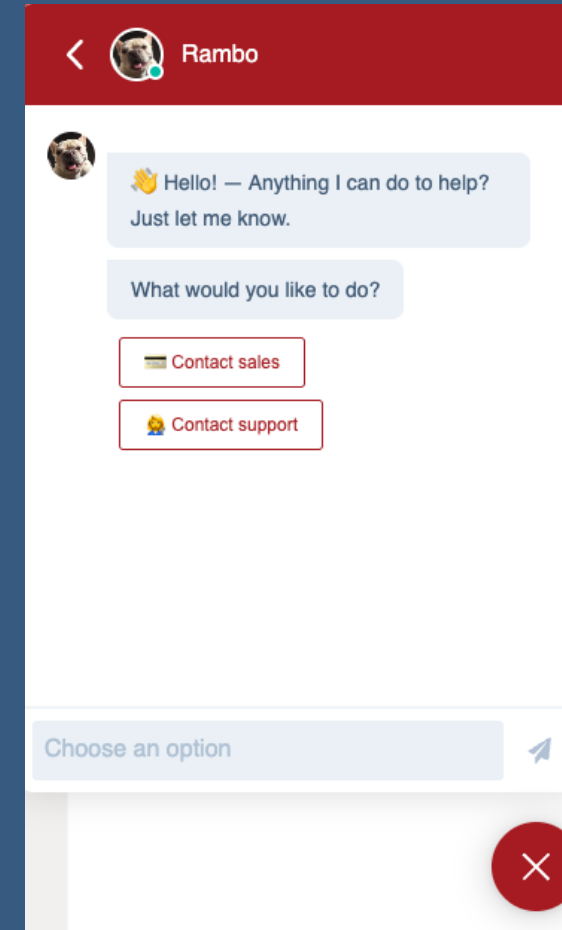 Rambo
👋 Hello! — Anything I can do to help?
Just let me know.
What would you like to do?
💳 Contact sales
👩‍💼 Contact support
Choose an option